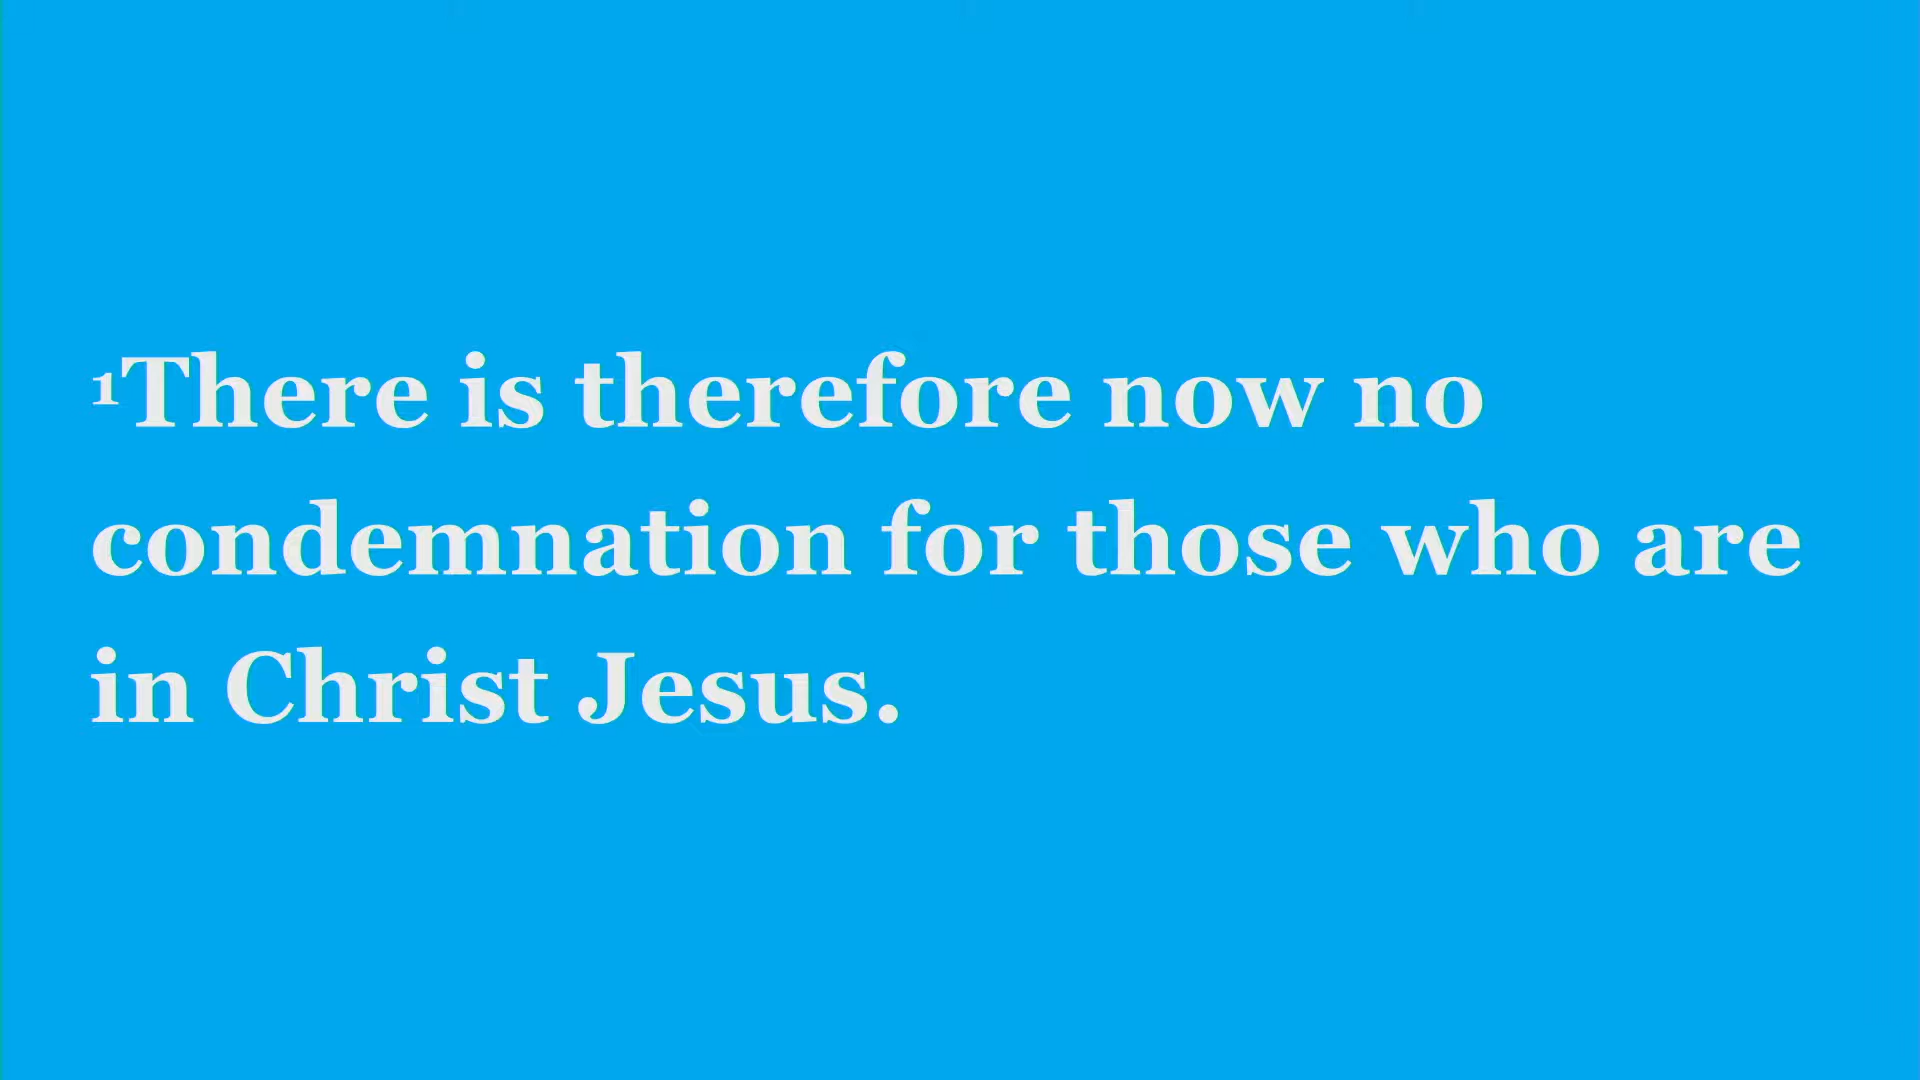 ¹There is therefore now no
condemnation for those who are
in Christ Jesus.